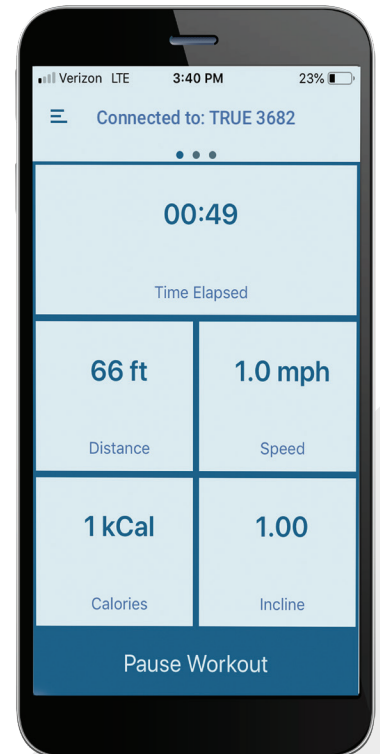 Verizon LTE 3:40 PM 23%
Connected to: TRUE 3682
00:49
Time Elapsed
66 ft 1.0 mph
Distance Speed
1 kCal 1.00
Calories Incline
Pause Workout